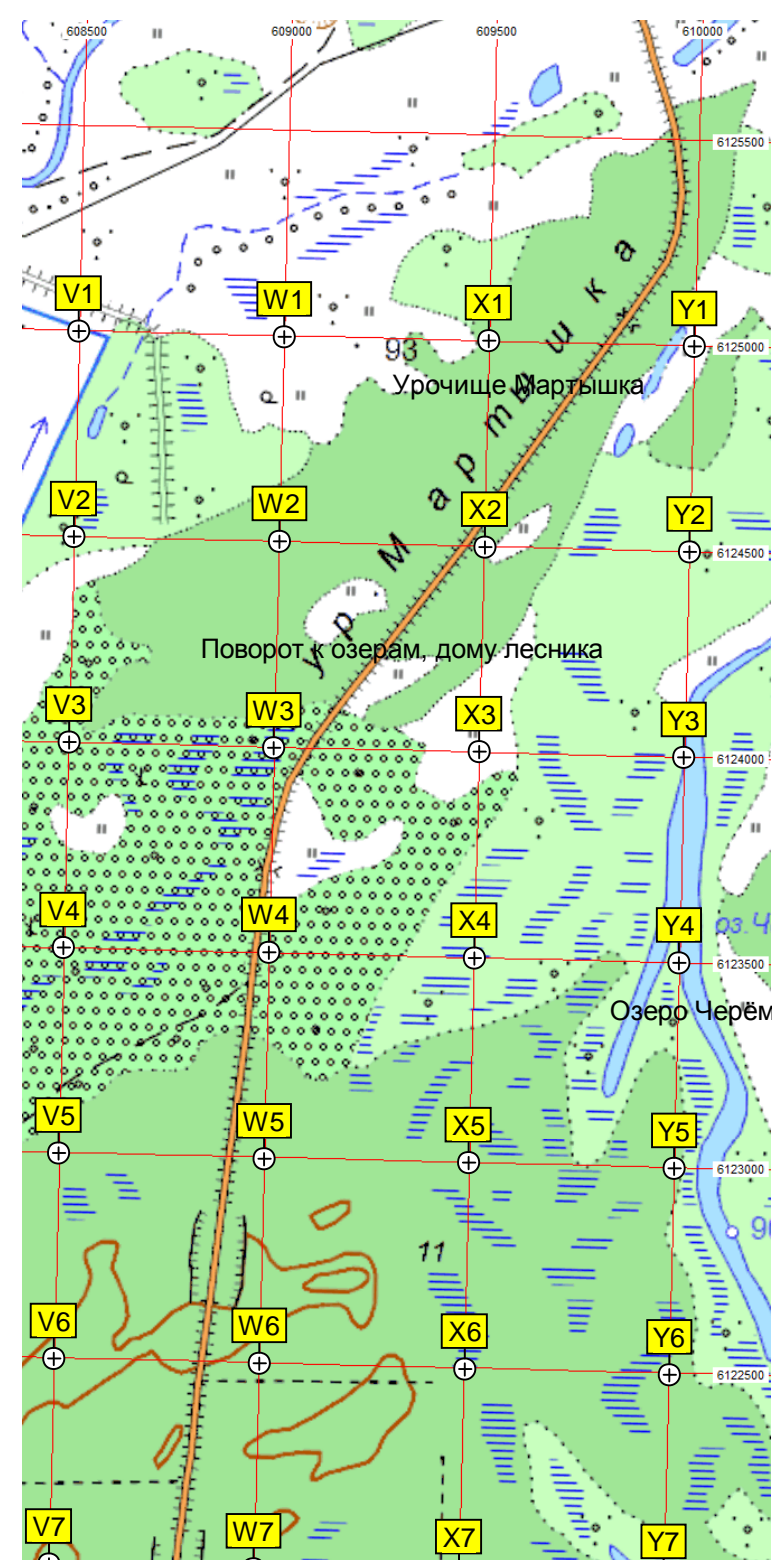 608500 609000 609500 610000
6125500
V1 W1 X1 Y1
6125000
93
Урочище Мартышка
р
р
ур Мартышка
V2 W2 X2 Y2
6124500
Поворот к озерам, дому лесника
V3 W3 X3 Y3
6124000
V4 W4 X4 Y4
оз.Ч
6123500
Озеро Черём
V5 W5 X5 Y5
6123000
11
V6 W6 X6 Y6
6122500
V7 W7 X7 Y7